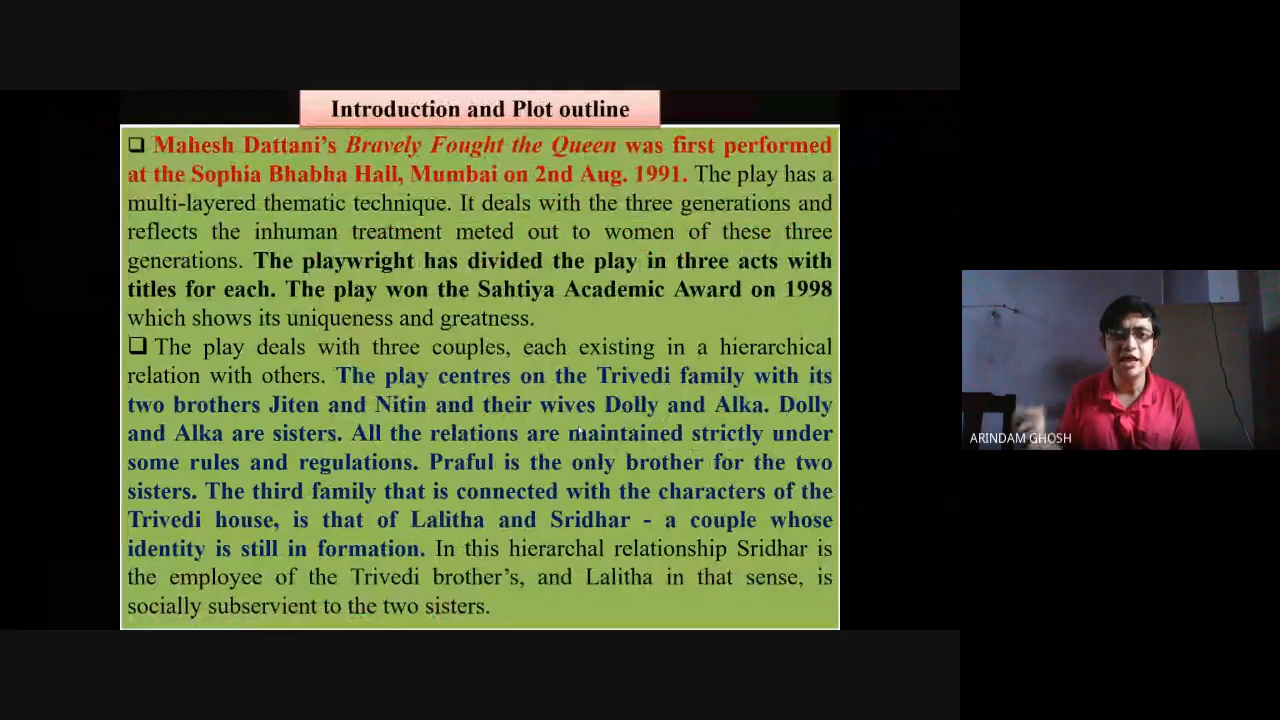 Introduction and Plot outline
❑ Mahesh Dattani's Bravely Fought the Queen was first performed
at the Sophia Bhabha Hall, Mumbai on 2nd Aug. 1991. The play has a
multi-layered thematic technique. It deals with the three generations and
reflects the inhuman treatment meted out to women of these three
generations. The playwright has divided the play in three acts with
titles for each. The play won the Sahtiya Academic Award on 1998
which shows its uniqueness and greatness.
❑ The play deals with three couples, each existing in a hierarchical
relation with others. The play centres on the Trivedi family with its
two brothers Jiten and Nitin and their wives Dolly and Alka. Dolly
and Alka are sisters. All the relations are maintained strictly under
some rules and regulations. Praful is the only brother for the two
sisters. The third family that is connected with the characters of the
Trivedi house, is that of Lalitha and Sridhar - a couple whose
identity is still in formation. In this hierarchal relationship Sridhar is
the employee of the Trivedi brother's, and Lalitha in that sense, is
socially subservient to the two sisters.
ARINDAM GHOSH